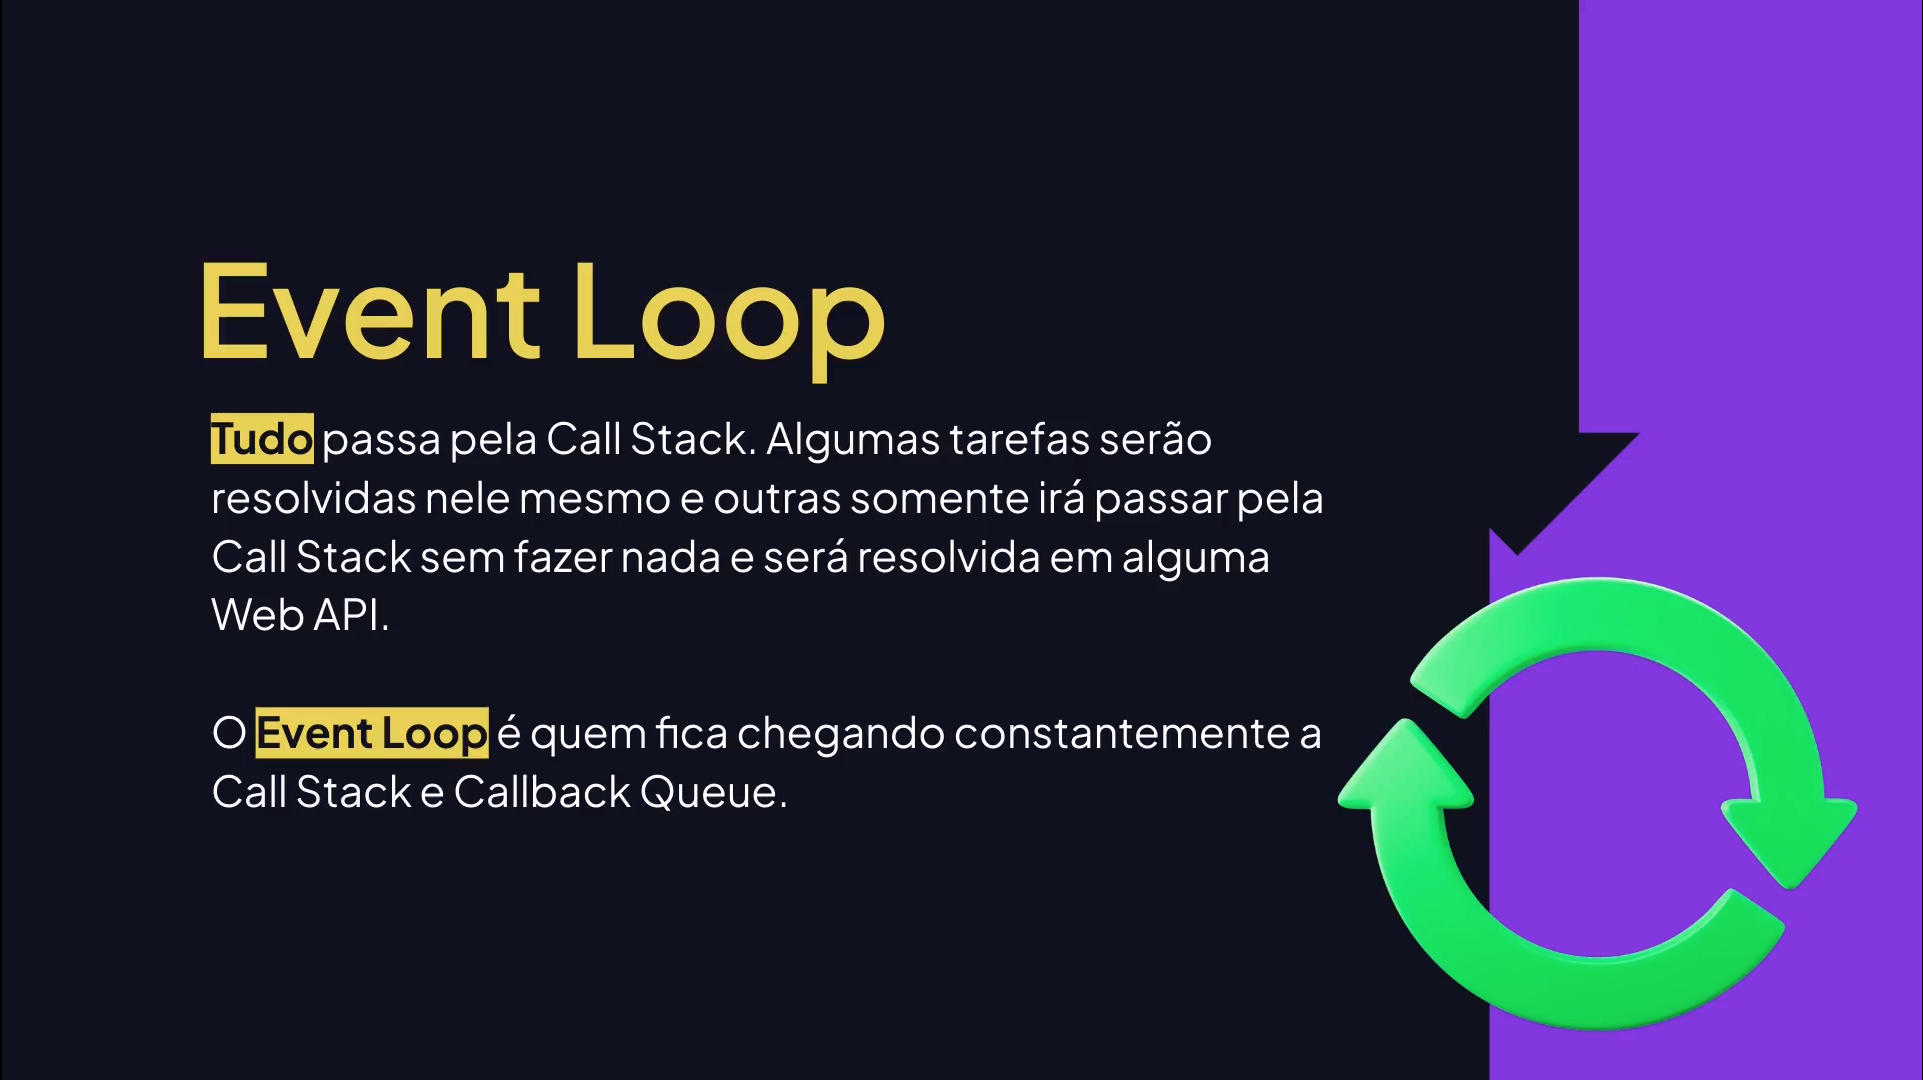 Event Loop
Tudo passa pela Call Stack. Algumas tarefas serão
resolvidas nele mesmo e outras somente irá passar pela
Call Stack sem fazer nada e será resolvida em alguma
Web API.
O Event Loop é quem fica chegando constantemente a
Call Stack e Callback Queue.